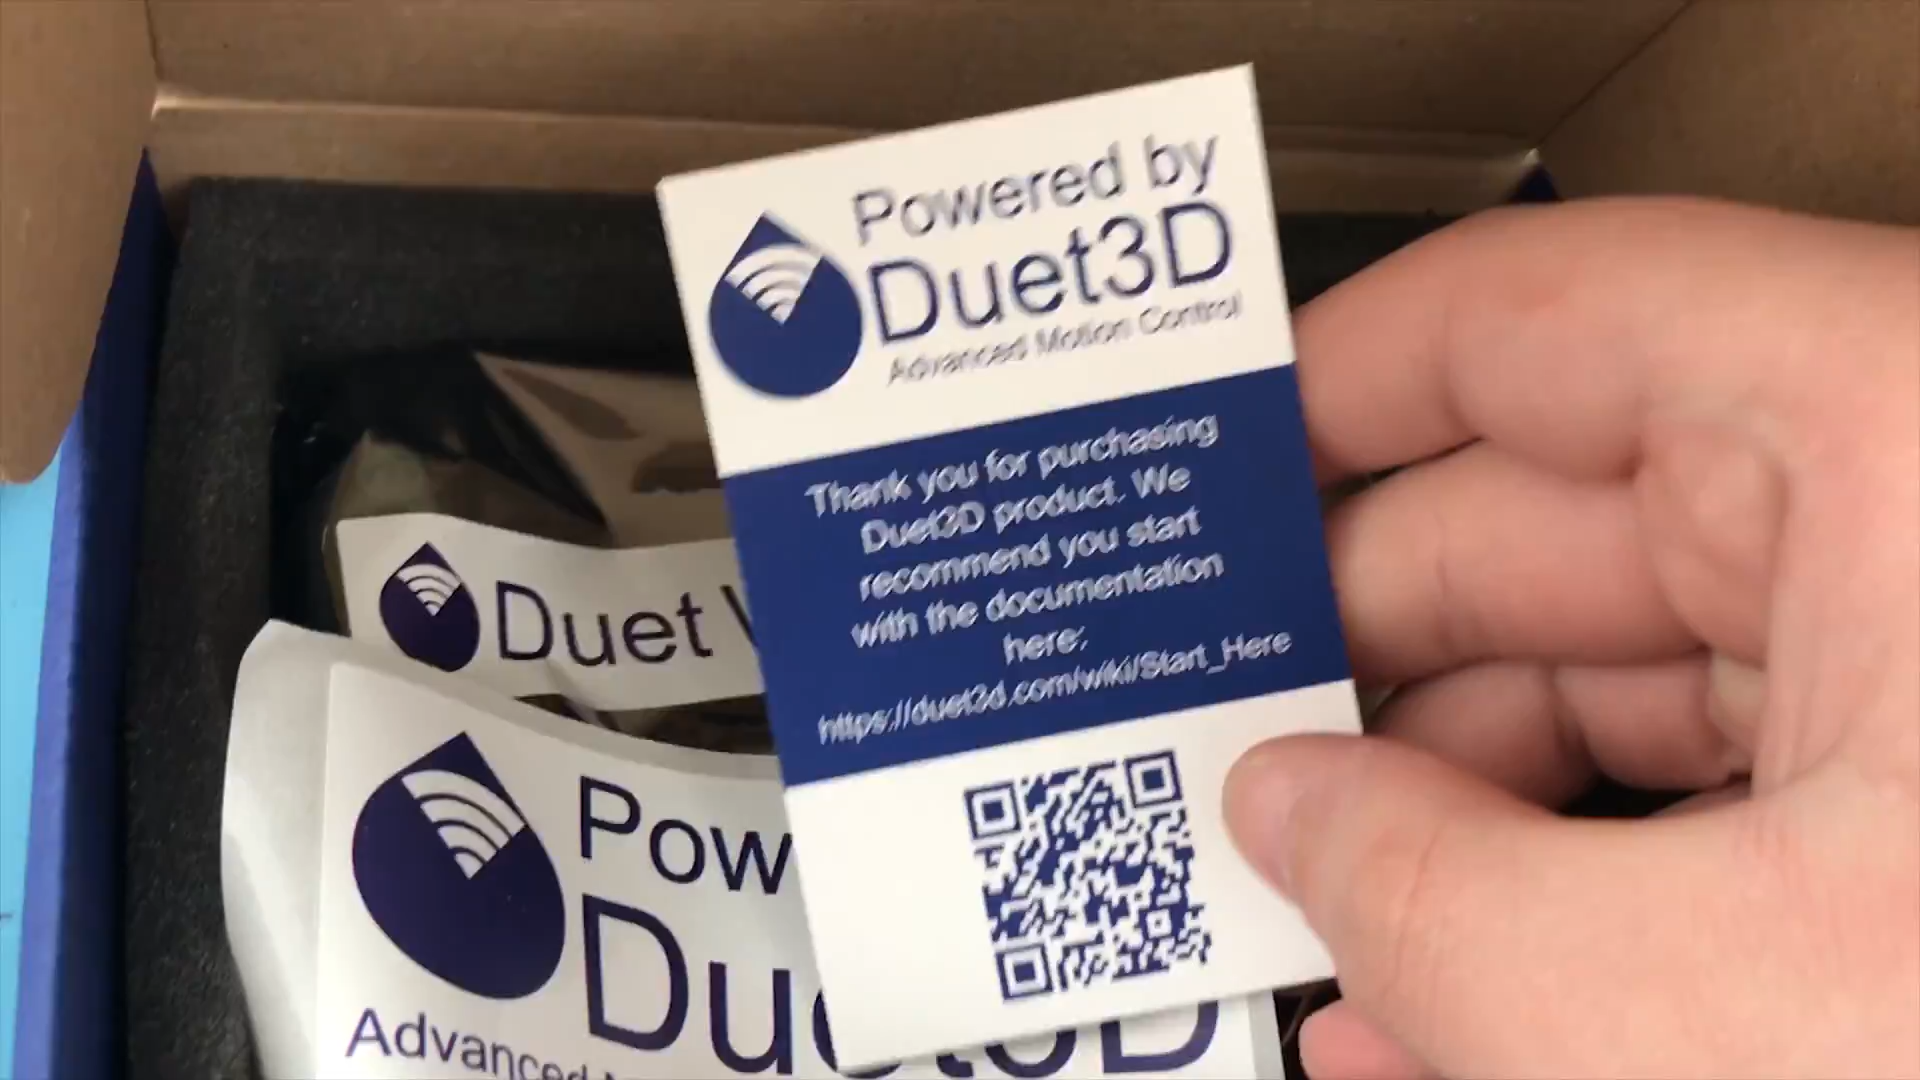 Powered by
Duet3D
Advanced Motion Control
Thank you for purchasing
Duet3D product. We
recommend you start
with the documentation
here:
https://duet3d.com/wiki/Start_Here
Duet
Pow
Du
Advanced